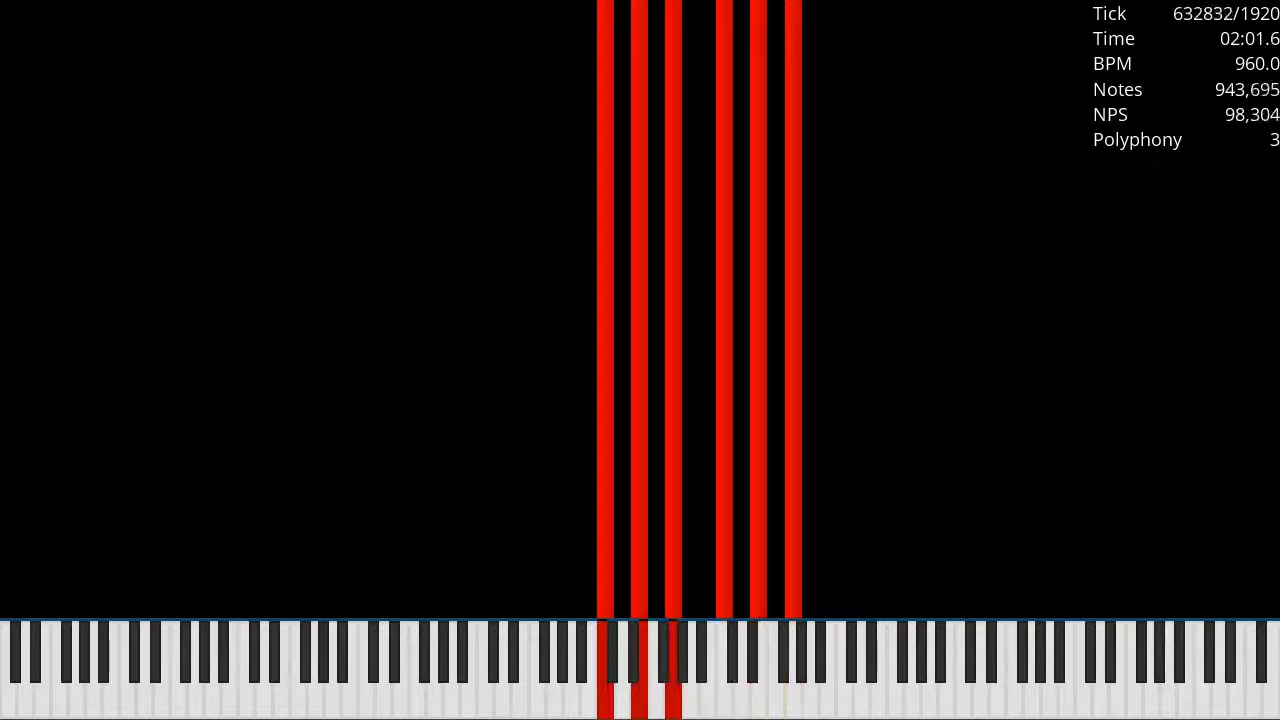 Tick 632832/1920
Time 02:01.6
BPM 960.0
Notes 943,695
NPS 98,304
Polyphony 3